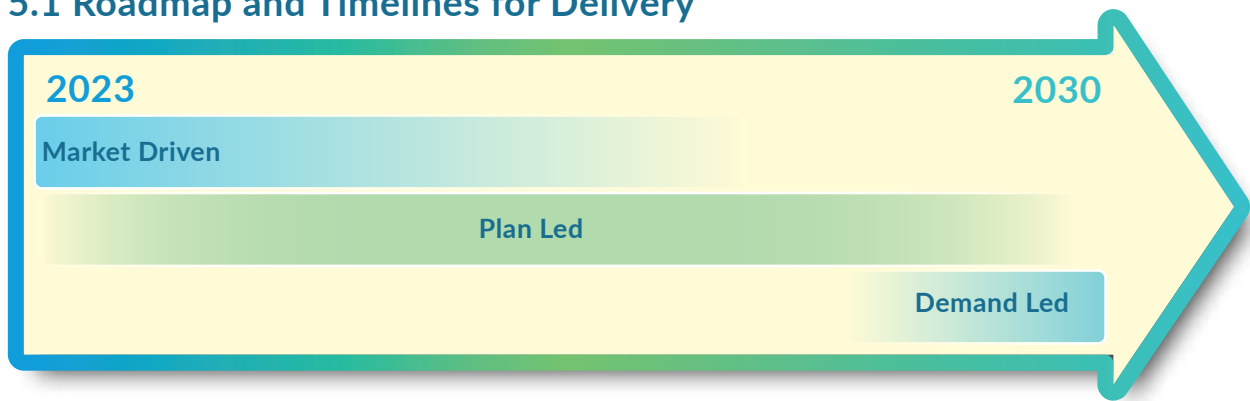 5.1 Roadmap and Timelines for Delivery
2023
2030
Market Driven
Plan Led
Demand Led